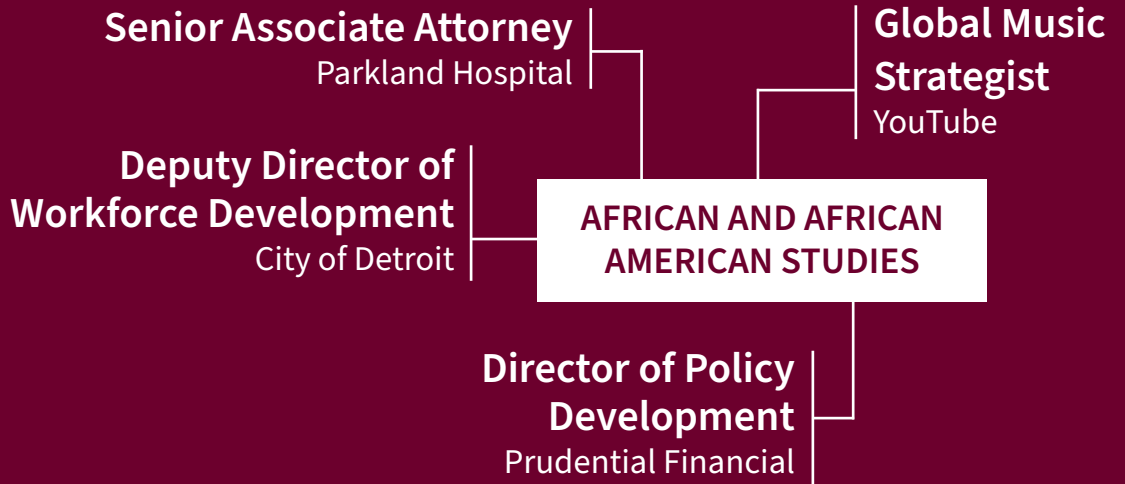 Senior Associate Attorney
Parkland Hospital
Global Music
Strategist
YouTube
Deputy Director of
Workforce Development
City of Detroit
AFRICAN AND AFRICAN
AMERICAN STUDIES
Director of Policy
Development
Prudential Financial